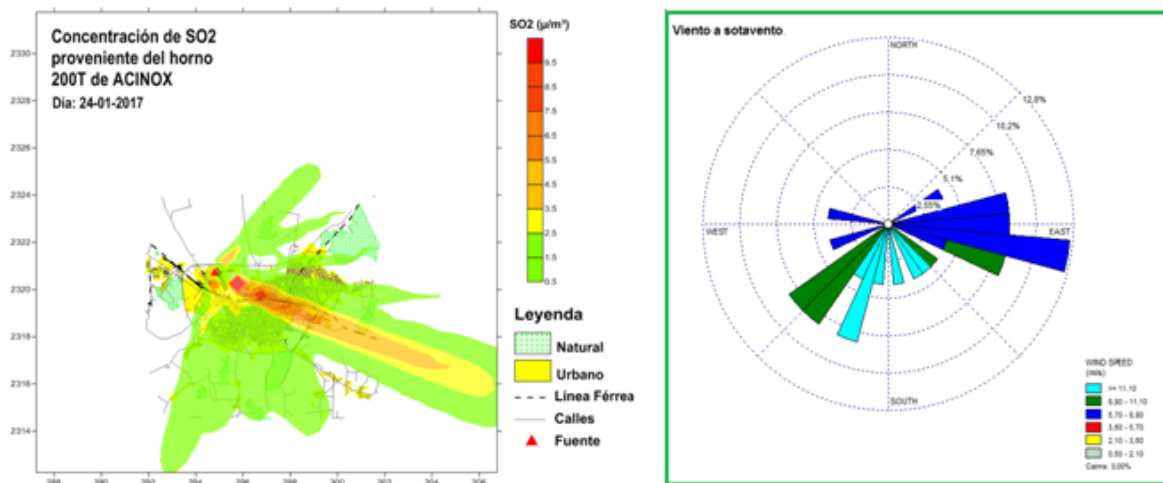 Concentración de SO2
proveniente del horno
200T de ACINOX
Día: 24-01-2017
2330
2328
2326
2324
2322
2320
2318
2316
2314
288
290
292
294
296
298
300
302
304
306
SO2 (µ/m³)
9.5
8.5
7.5
6.5
5.5
4.5
3.5
2.5
1.5
0.5
Leyenda
Natural
Urbano
Línea Férrea
Calles
Fuente
Viento a sotavento.
NORTH
12,8%
10,2%
7,65%
5,1%
2,55%
WEST
EAST
SOUTH
WIND SPEED
(m/s)
>= 11,10
8,80 - 11,10
5,70 - 8,80
3,60 - 5,70
2,10 - 3,60
0,50 - 2,10
Calma: 0,00%